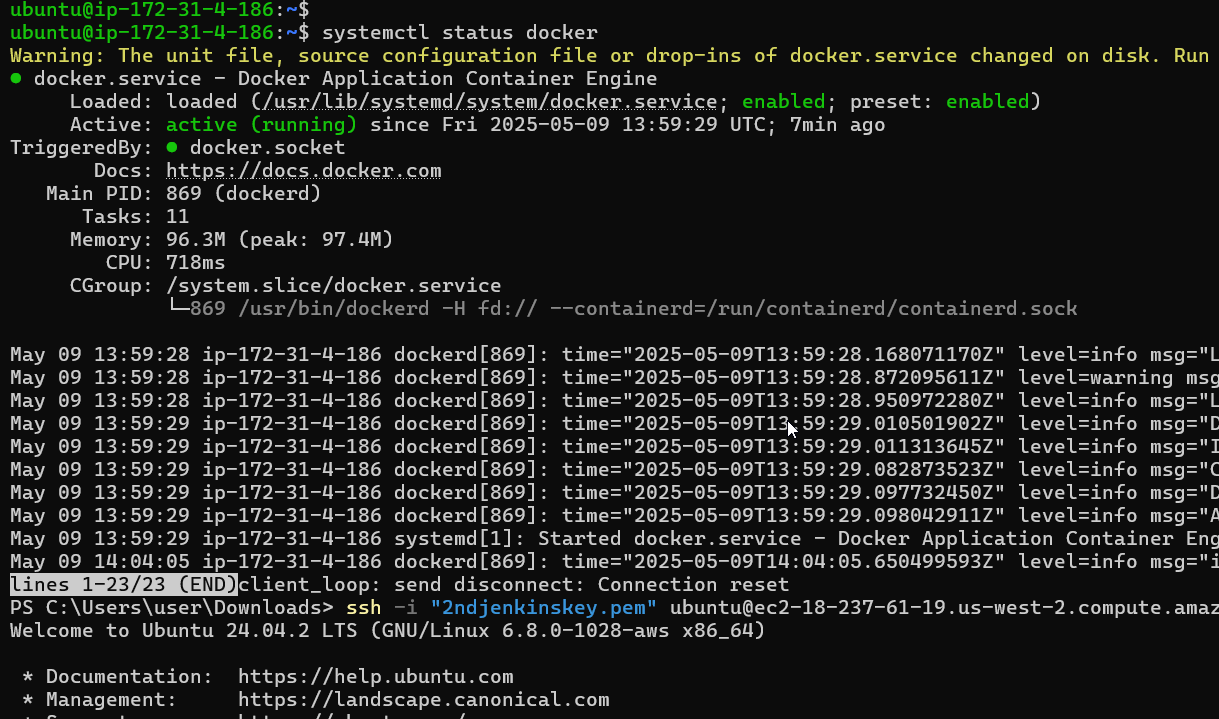 ubuntu@ip-172-31-4-186:~$
ubuntu@ip-172-31-4-186:~$ systemctl status docker
Warning: The unit file, source configuration file or drop-ins of docker.service changed on disk. Run
● docker.service - Docker Application Container Engine
     Loaded: loaded (/usr/lib/systemd/system/docker.service; enabled; preset: enabled)
     Active: active (running) since Fri 2025-05-09 13:59:29 UTC; 7min ago
TriggeredBy: ● docker.socket
       Docs: https://docs.docker.com
   Main PID: 869 (dockerd)
      Tasks: 11
     Memory: 96.3M (peak: 97.4M)
        CPU: 718ms
     CGroup: /system.slice/docker.service
             └─869 /usr/bin/dockerd -H fd:// --containerd=/run/containerd/containerd.sock
May 09 13:59:28 ip-172-31-4-186 dockerd[869]: time="2025-05-09T13:59:28.168071170Z" level=info msg="L
May 09 13:59:28 ip-172-31-4-186 dockerd[869]: time="2025-05-09T13:59:28.872095611Z" level=warning msg
May 09 13:59:28 ip-172-31-4-186 dockerd[869]: time="2025-05-09T13:59:28.950972280Z" level=info msg="L
May 09 13:59:29 ip-172-31-4-186 dockerd[869]: time="2025-05-09T13:59:29.010501902Z" level=info msg="D
May 09 13:59:29 ip-172-31-4-186 dockerd[869]: time="2025-05-09T13:59:29.011313645Z" level=info msg="I
May 09 13:59:29 ip-172-31-4-186 dockerd[869]: time="2025-05-09T13:59:29.082873523Z" level=info msg="C
May 09 13:59:29 ip-172-31-4-186 dockerd[869]: time="2025-05-09T13:59:29.097732450Z" level=info msg="D
May 09 13:59:29 ip-172-31-4-186 dockerd[869]: time="2025-05-09T13:59:29.098042911Z" level=info msg="A
May 09 13:59:29 ip-172-31-4-186 systemd[1]: Started docker.service - Docker Application Container Eng
May 09 14:04:05 ip-172-31-4-186 dockerd[869]: time="2025-05-09T14:04:05.650499593Z" level=info msg="i
lines 1-23/23 (END)client_loop: send disconnect: Connection reset
PS C:\Users\user\Downloads> ssh -i "2ndjenkinskey.pem" ubuntu@ec2-18-237-61-19.us-west-2.compute.amaz
Welcome to Ubuntu 24.04.2 LTS (GNU/Linux 6.8.0-1028-aws x86_64)
 * Documentation:  https://help.ubuntu.com
 * Management:     https://landscape.canonical.com